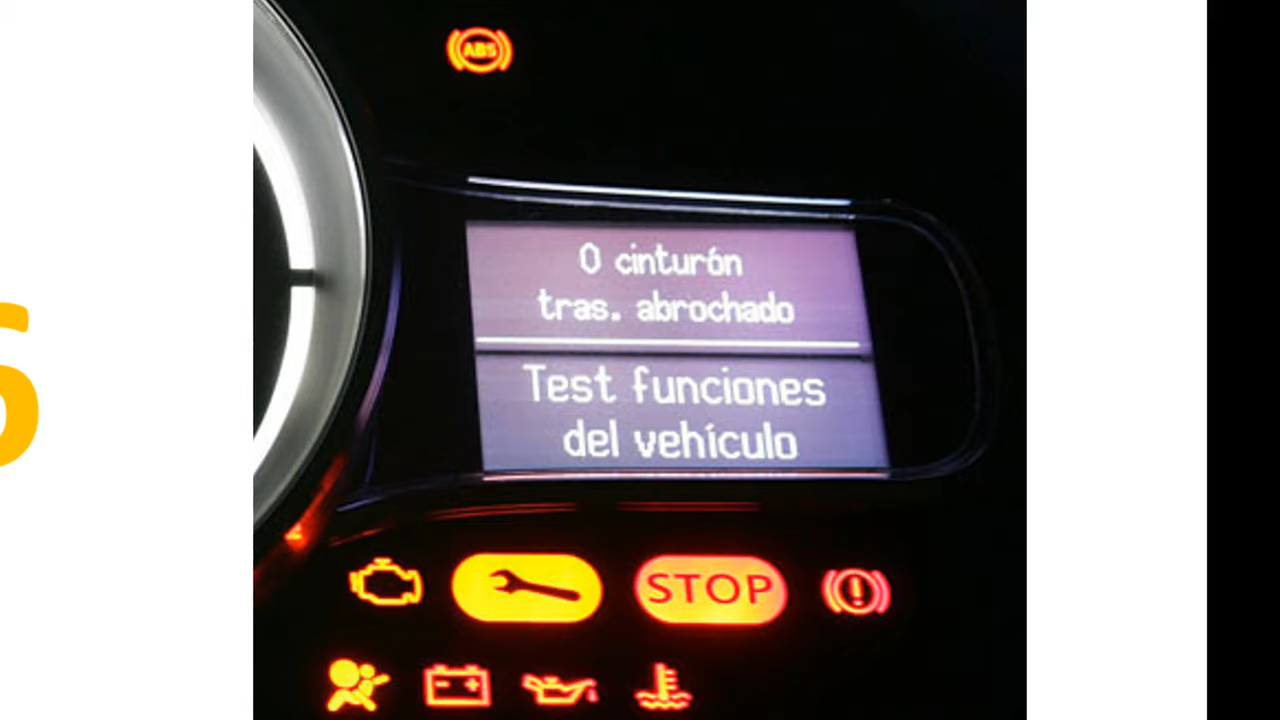 ABS
0 cinturón
tras. abrochado
Test funciones
del vehículo
STOP